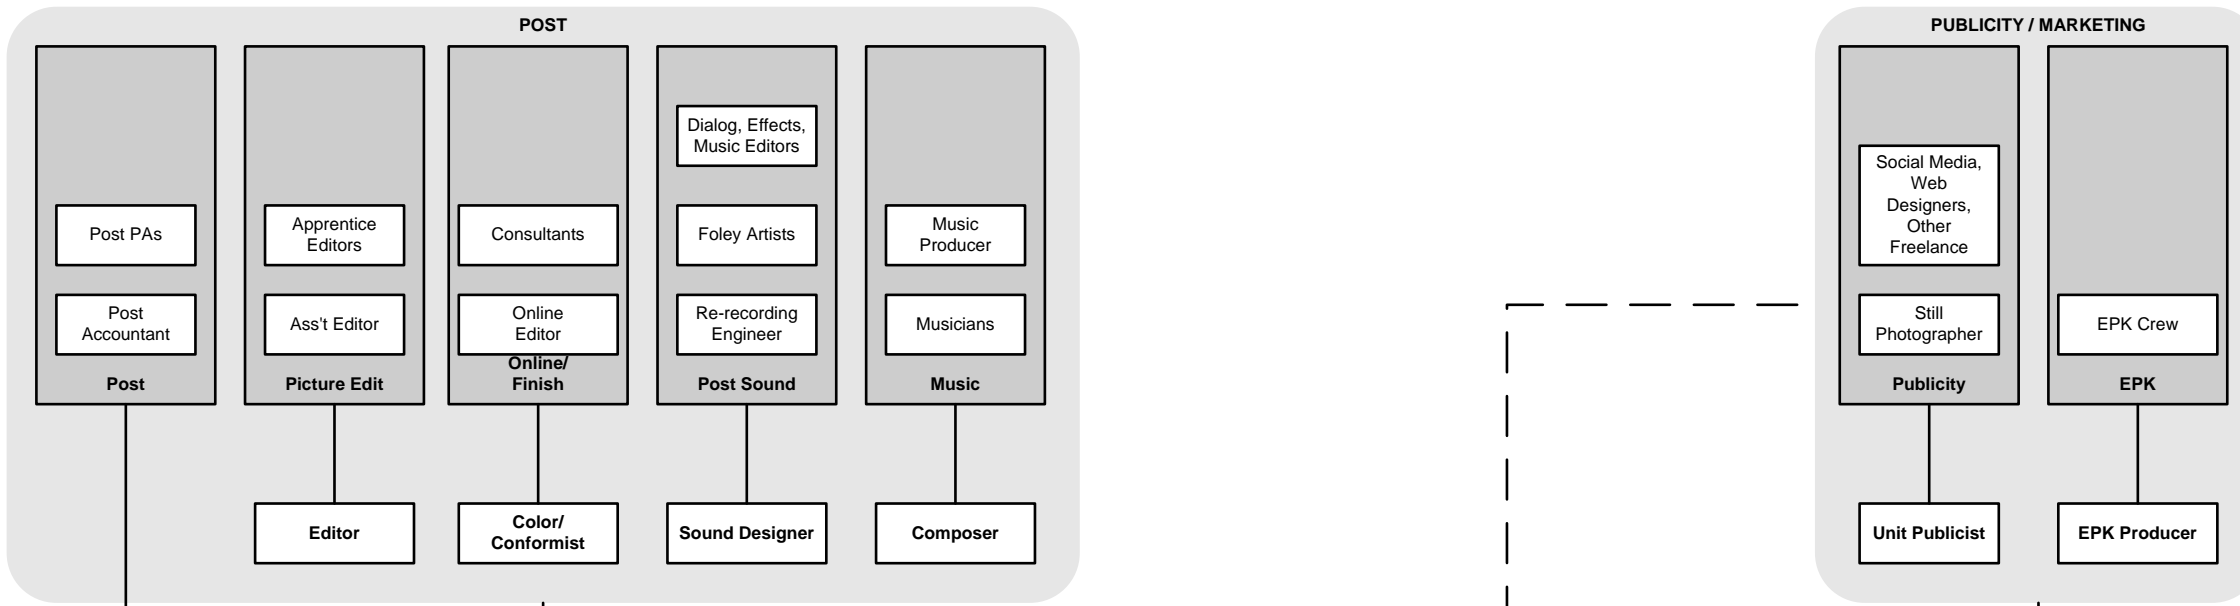 POST
Post PAs
Post
Accountant
Post
Apprentice
Editors
Ass't Editor
Picture Edit
Editor
Consultants
Online
Editor
Online/
Finish
Color/
Conformist
Dialog, Effects,
Music Editors
Foley Artists
Re-recording
Engineer
Post Sound
Sound Designer
Music
Producer
Musicians
Music
Composer
PUBLICITY / MARKETING
Social Media,
Web
Designers,
Other
Freelance
Still
Photographer
Publicity
Unit Publicist
EPK Crew
EPK
EPK Producer